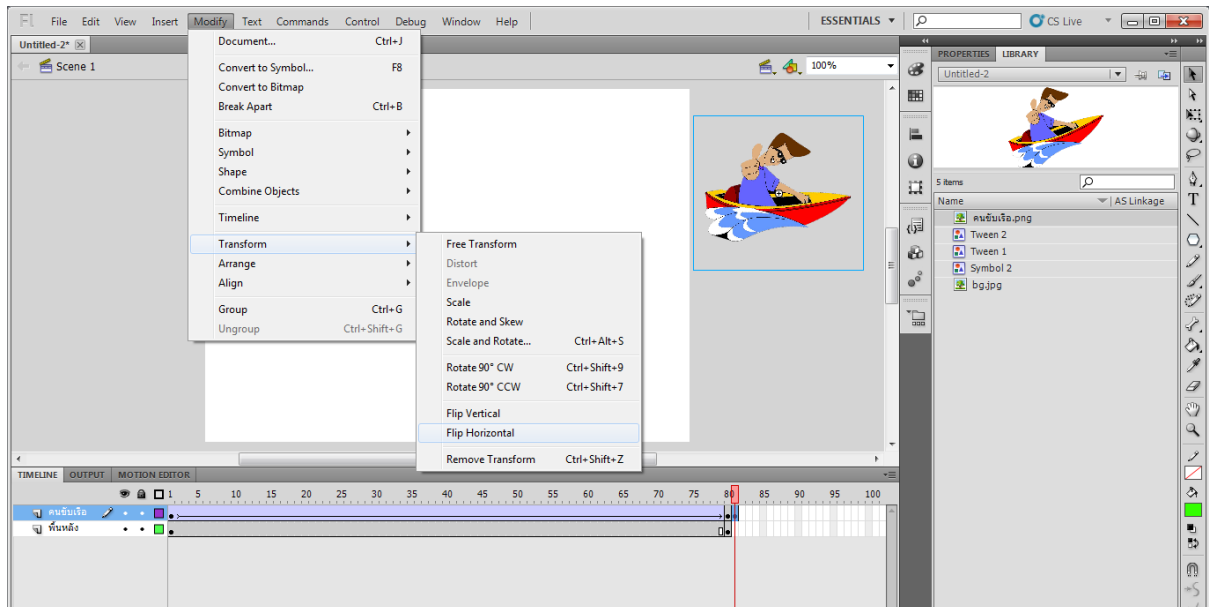 Fl File Edit View Insert Modify Text Commands Control Debug Window Help ESSENTIALS CS Live
Untitled-2*
Scene 1 100%
Document... Ctrl+J
Convert to Symbol... F8
Convert to Bitmap
Break Apart Ctrl+B
Bitmap
Symbol
Shape
Combine Objects
Timeline
Transform
Arrange
Align
Group Ctrl+G
Ungroup Ctrl+Shift+G
Free Transform
Distort
Envelope
Scale
Rotate and Skew
Scale and Rotate... Ctrl+Alt+S
Rotate 90° CW Ctrl+Shift+9
Rotate 90° CCW Ctrl+Shift+7
Flip Vertical
Flip Horizontal
Remove Transform Ctrl+Shift+Z
PROPERTIES LIBRARY
Untitled-2
5 items
Name AS Linkage
คนขับเรือ.png
Tween 2
Tween 1
Symbol 2
bg.jpg
TIMELINE OUTPUT MOTION EDITOR
1 5 10 15 20 25 30 35 40 45 50 55 60 65 70 75 80 85 90 95 100
คนขับเรือ
พื้นหลัง